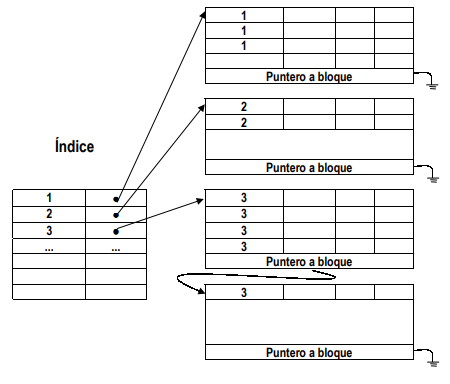 1
1
1
Puntero a bloque
2
2
Puntero a bloque
Índice
1
2
3
... ...
3
3
3
3
Puntero a bloque
3
Puntero a bloque